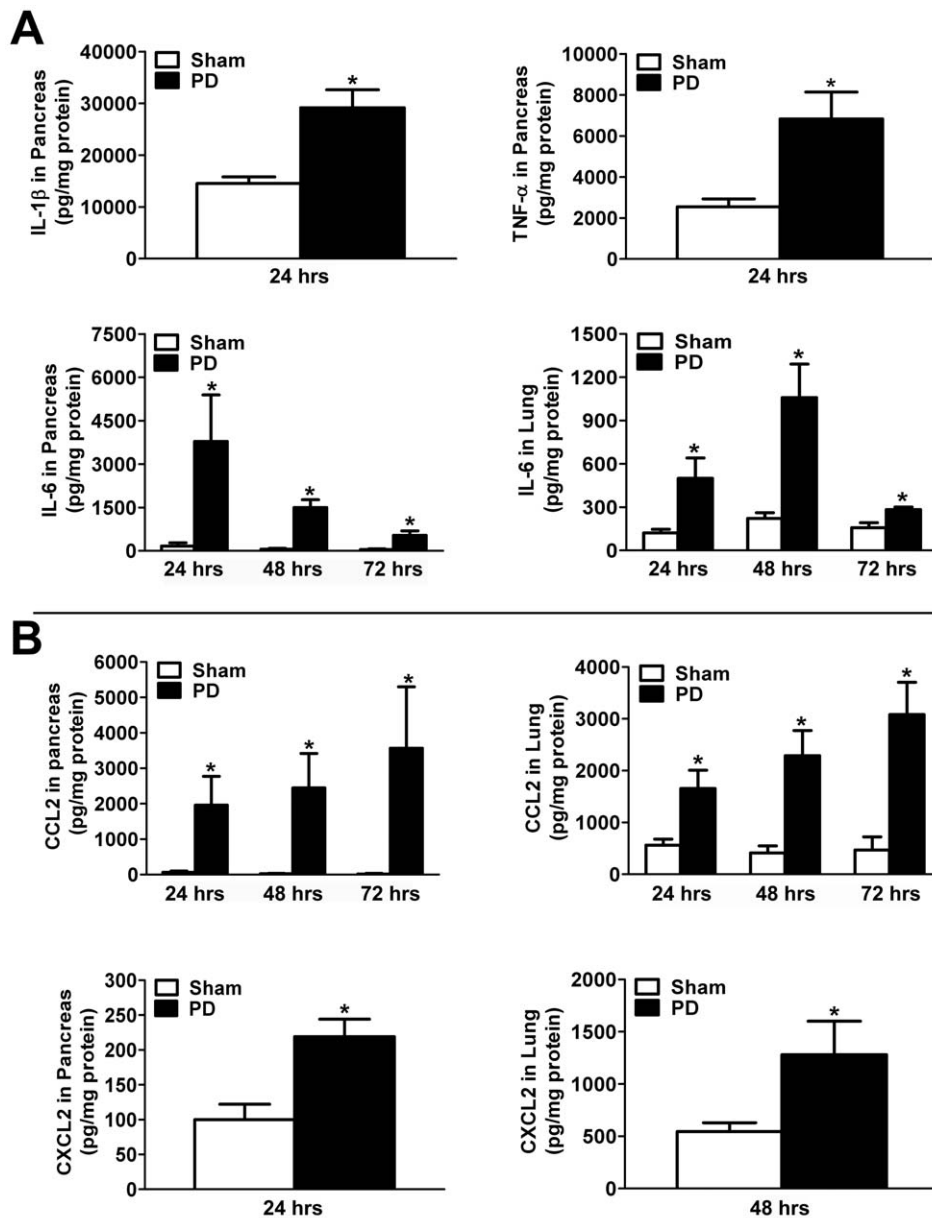 A
IL-1β in Pancreas
(pg/mg protein)
40000
30000
20000
10000
0
Sham
PD
*
24 hrs
TNF-α in Pancreas
(pg/mg protein)
10000
8000
6000
4000
2000
0
Sham
PD
*
24 hrs
IL-6 in Pancreas
(pg/mg protein)
7500
6000
4500
3000
1500
0
Sham
PD
*
*
*
24 hrs 48 hrs 72 hrs
IL-6 in Lung
(pg/mg protein)
1500
1200
900
600
300
0
Sham
PD
*
*
*
24 hrs 48 hrs 72 hrs
B
CCL2 in pancreas
(pg/mg protein)
6000
5000
4000
3000
2000
1000
0
Sham
PD
*
*
*
24 hrs 48 hrs 72 hrs
CCL2 in Lung
(pg/mg protein)
4000
3000
2000
1000
0
Sham
PD
*
*
*
24 hrs 48 hrs 72 hrs
CXCL2 in Pancreas
(pg/mg protein)
300
250
200
150
100
50
0
Sham
PD
*
24 hrs
CXCL2 in Lung
(pg/mg protein)
2000
1500
1000
500
0
Sham
PD
*
48 hrs